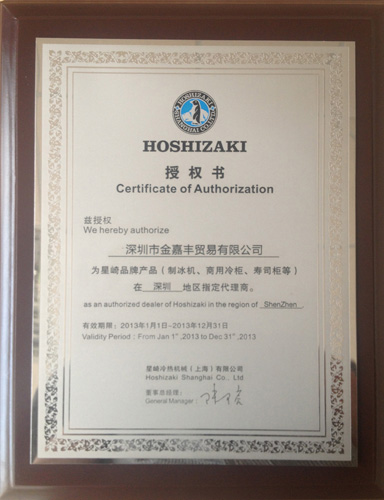 HOSHIZAKI
SHANGHAI CO.,LTD
HOSHIZAKI
授权书
Certificate of Authorization
兹授权
We hereby authorize
深圳市金嘉丰贸易有限公司
为星崎品牌产品（制冰机、商用冷柜、寿司柜等）
在 深圳 地区指定代理商。
as an authorized dealer of Hoshizaki in the region of ShenZhen .
有效期限：2013年1月1日-2013年12月31日
Validity Period：From Jan 1st ,2013 to Dec 31st ,2013
星崎冷热机械（上海）有限公司
Hoshizaki Shanghai Co., Ltd
董事总经理：
General Manager :